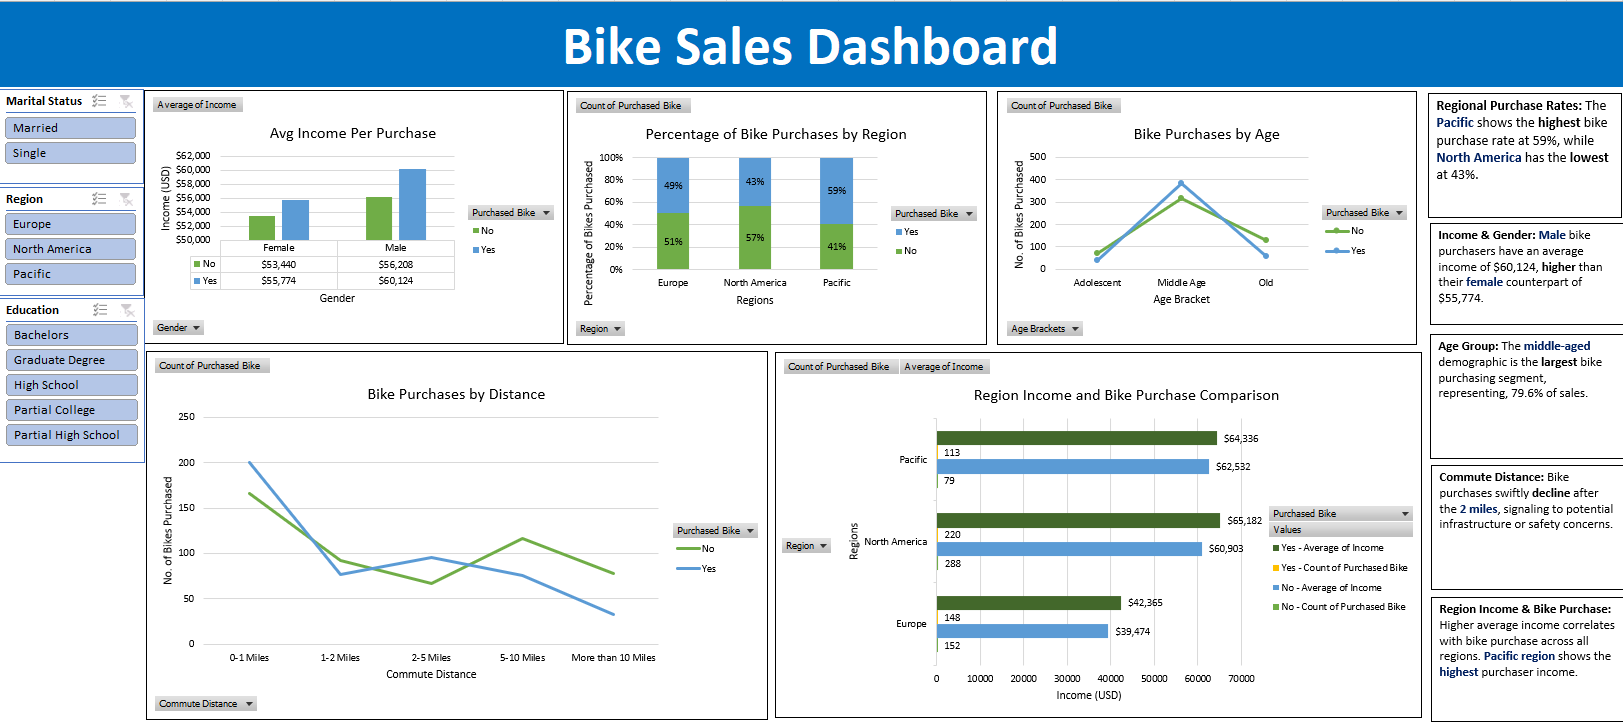 Bike Sales Dashboard
Marital Status
Married
Single
Region
Europe
North America
Pacific
Education
Bachelors
Graduate Degree
High School
Partial College
Partial High School
Average of Income
Avg Income Per Purchase
Income (USD)
$62,000
$60,000
$58,000
$56,000
$54,000
$52,000
$50,000
Female Male
No $53,440 $56,208
Yes $55,774 $60,124
Gender
Purchased Bike
No
Yes
Gender
Count of Purchased Bike
Percentage of Bike Purchases by Region
Percentage of Bikes Purchased
100%
80%
60%
40%
20%
0%
49% 43% 59%
51% 57% 41%
Europe North America Pacific
Regions
Purchased Bike
Yes
No
Region
Count of Purchased Bike
Bike Purchases by Age
No. of Bikes Purchased
500
400
300
200
100
0
Adolescent Middle Age Old
Age Bracket
Purchased Bike
No
Yes
Age Brackets
Count of Purchased Bike
Bike Purchases by Distance
No. of Bikes Purchased
250
200
150
100
50
0
0-1 Miles 1-2 Miles 2-5 Miles 5-10 Miles More than 10 Miles
Commute Distance
Purchased Bike
No
Yes
Commute Distance
Count of Purchased Bike Average of Income
Region Income and Bike Purchase Comparison
Region
Regions
Pacific
$64,336
113
$62,532
79
North America
$65,182
220
$60,903
288
Europe
$42,365
148
$39,474
152
0 10000 20000 30000 40000 50000 60000 70000
Income (USD)
Purchased Bike
Values
Yes - Average of Income
Yes - Count of Purchased Bike
No - Average of Income
No - Count of Purchased Bike
Regional Purchase Rates: The
Pacific shows the highest bike
purchase rate at 59%, while
North America has the lowest
at 43%.
Income & Gender: Male bike
purchasers have an average
income of $60,124, higher than
their female counterpart of
$55,774.
Age Group: The middle-aged
demographic is the largest bike
purchasing segment,
representing, 79.6% of sales.
Commute Distance: Bike
purchases swiftly decline after
the 2 miles, signaling to potential
infrastructure or safety concerns.
Region Income & Bike Purchase:
Higher average income correlates
with bike purchase across all
regions. Pacific region shows the
highest purchaser income.